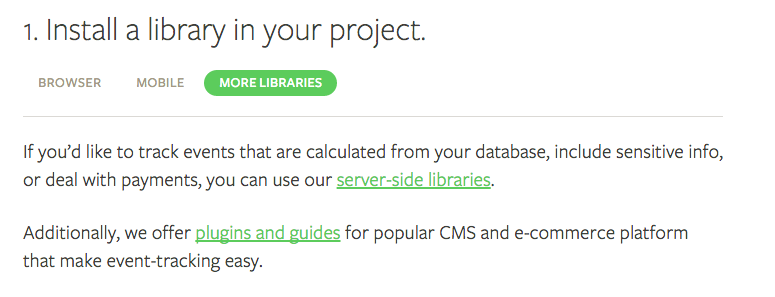 1. Install a library in your project.
BROWSER MOBILE MORE LIBRARIES
If you’d like to track events that are calculated from your database, include sensitive info,
or deal with payments, you can use our server-side libraries.
Additionally, we offer plugins and guides for popular CMS and e-commerce platform
that make event-tracking easy.